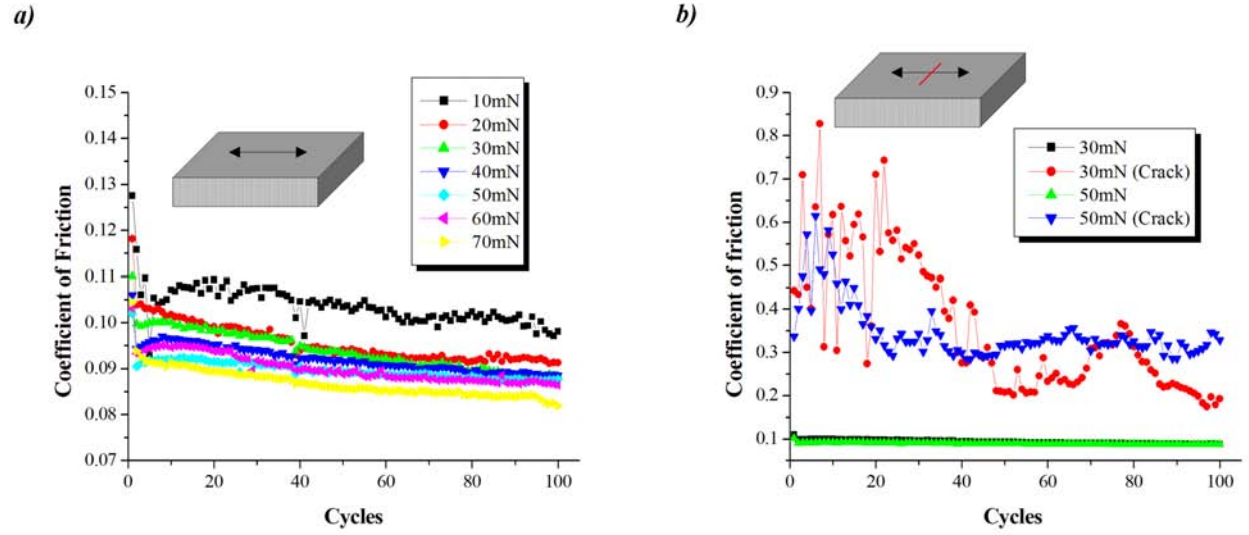 a)
Coefficient of Friction
0.15
0.14
0.13
0.12
0.11
0.10
0.09
0.08
0.07
0
20
40
60
80
100
Cycles
10mN
20mN
30mN
40mN
50mN
60mN
70mN
b)
Coefficient of friction
0.9
0.8
0.7
0.6
0.5
0.4
0.3
0.2
0.1
0
20
40
60
80
100
Cycles
30mN
30mN (Crack)
50mN
50mN (Crack)